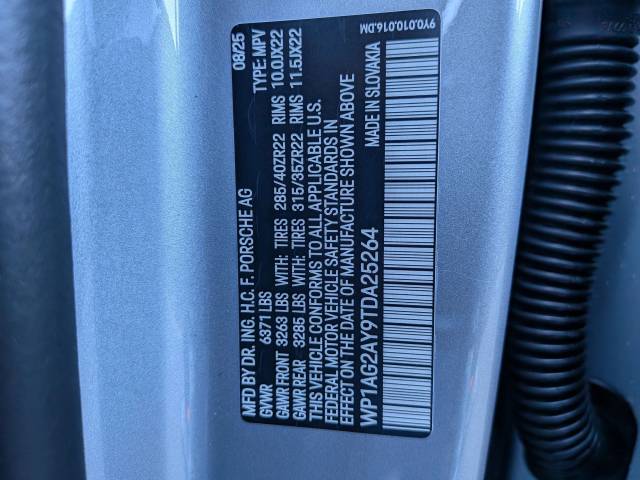 MFD BY DR. ING. H.C. F. PORSCHE AG 08/25
GVWR 6371 LBS TYPE: MPV
GAWR FRONT 3263 LBS WITH: TIRES 285/40ZR22 RIMS 10.0JX22
GAWR REAR 3285 LBS WITH: TIRES 315/35ZR22 RIMS 11.5JX22
THIS VEHICLE CONFORMS TO ALL APPLICABLE U.S.
FEDERAL MOTOR VEHICLE SAFETY STANDARDS IN
EFFECT ON THE DATE OF MANUFACTURE SHOWN ABOVE
WP1AG2AY9TDA25264 MADE IN SLOVAKIA
9Y0.010.016.DM